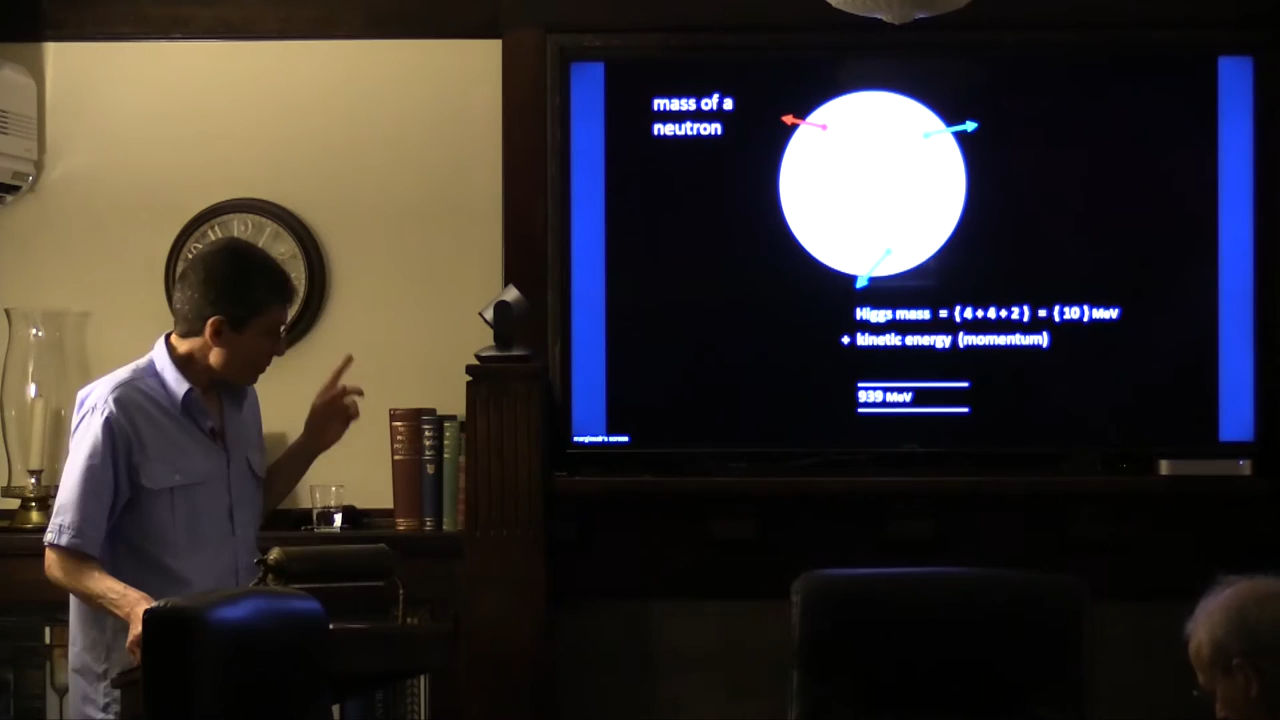 mass of a
neutron
Higgs mass = { 4 + 4 + 2 } = { 10 } MeV
+ kinetic energy (momentum)
939 MeV